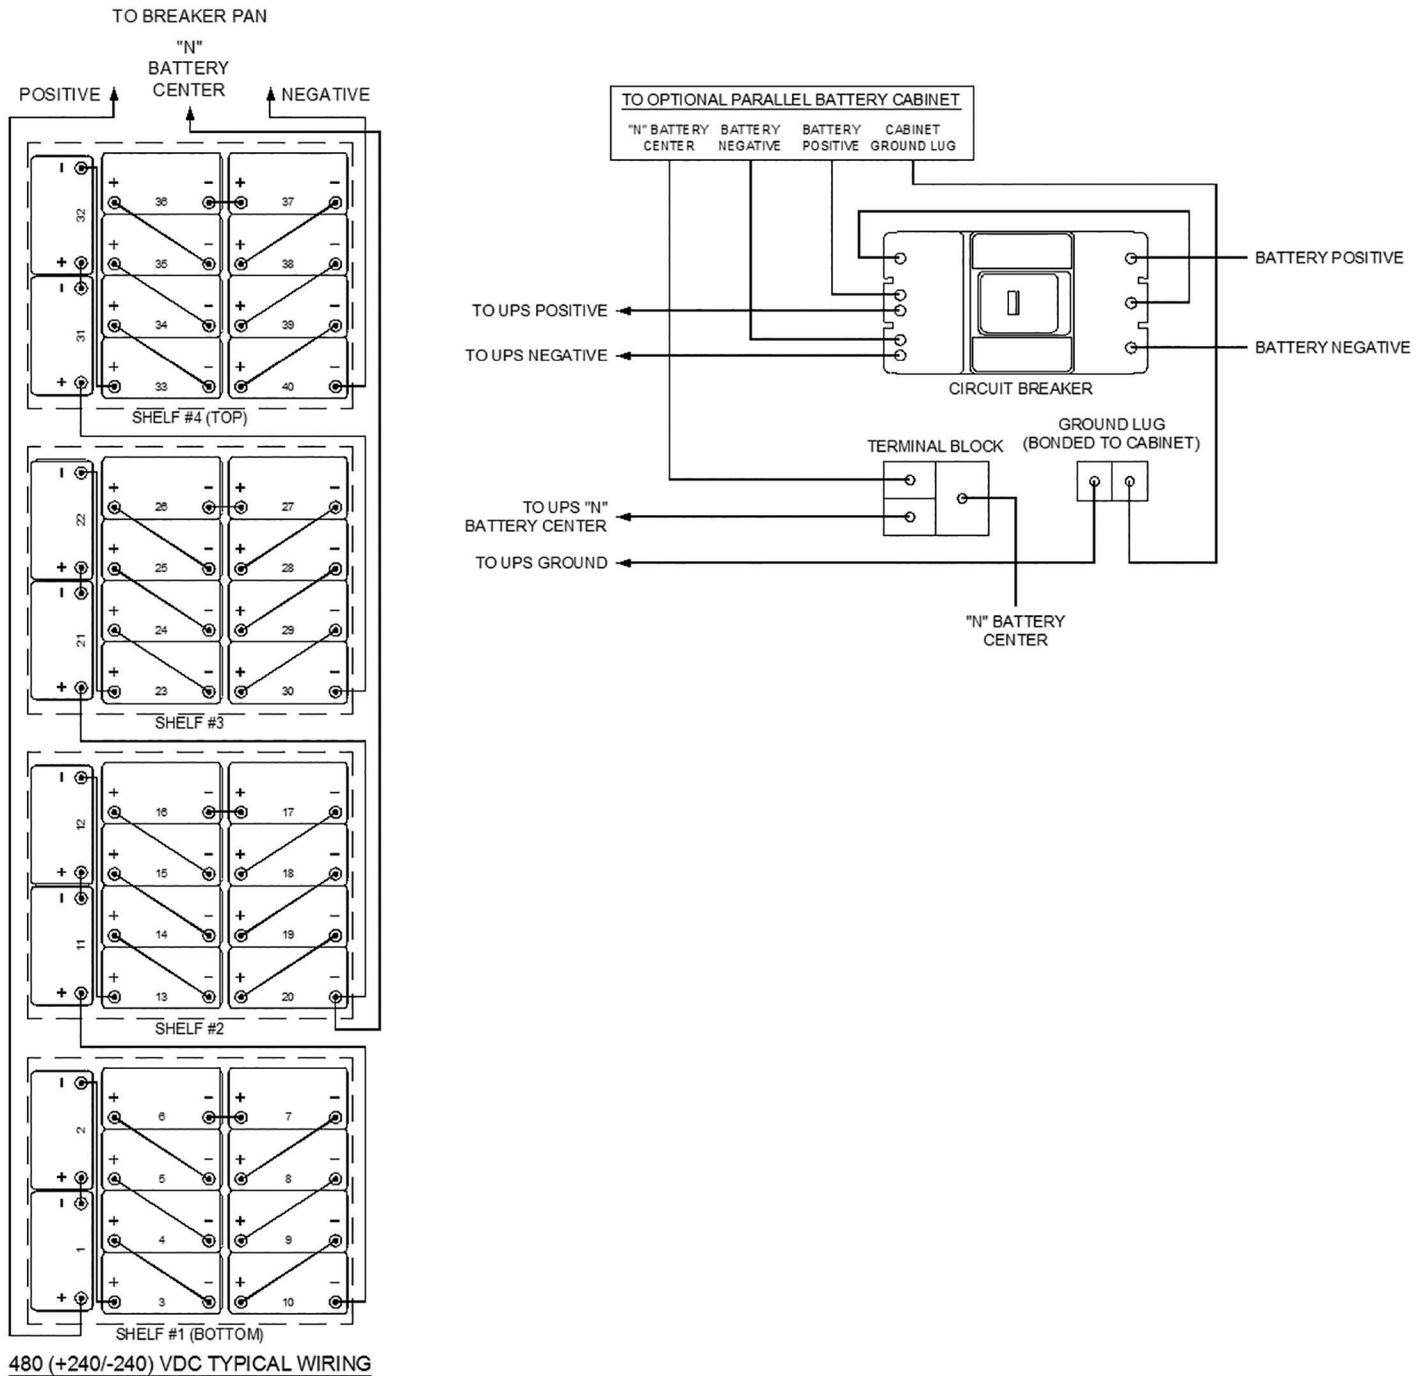 TO BREAKER PAN
"N"
BATTERY
CENTER
POSITIVE
NEGATIVE
- + - +
32
31
+ 36 - + 37 -
+ 35 - + 38 -
+ 34 - + 39 -
+ 33 - + 40 -
SHELF #4 (TOP)
- + - +
22
21
+ 26 - + 27 -
+ 25 - + 28 -
+ 24 - + 29 -
+ 23 - + 30 -
SHELF #3
- + - +
12
11
+ 16 - + 17 -
+ 15 - + 18 -
+ 14 - + 19 -
+ 13 - + 20 -
SHELF #2
- + - +
2
1
+ 6 - + 7 -
+ 5 - + 8 -
+ 4 - + 9 -
+ 3 - + 10 -
SHELF #1 (BOTTOM)
480 (+240/-240) VDC TYPICAL WIRING
TO OPTIONAL PARALLEL BATTERY CABINET
"N" BATTERY
CENTER
BATTERY
NEGATIVE
BATTERY
POSITIVE
CABINET
GROUND LUG
BATTERY POSITIVE
TO UPS POSITIVE
TO UPS NEGATIVE
BATTERY NEGATIVE
CIRCUIT BREAKER
TERMINAL BLOCK
GROUND LUG
(BONDED TO CABINET)
TO UPS "N"
BATTERY CENTER
TO UPS GROUND
"N" BATTERY
CENTER